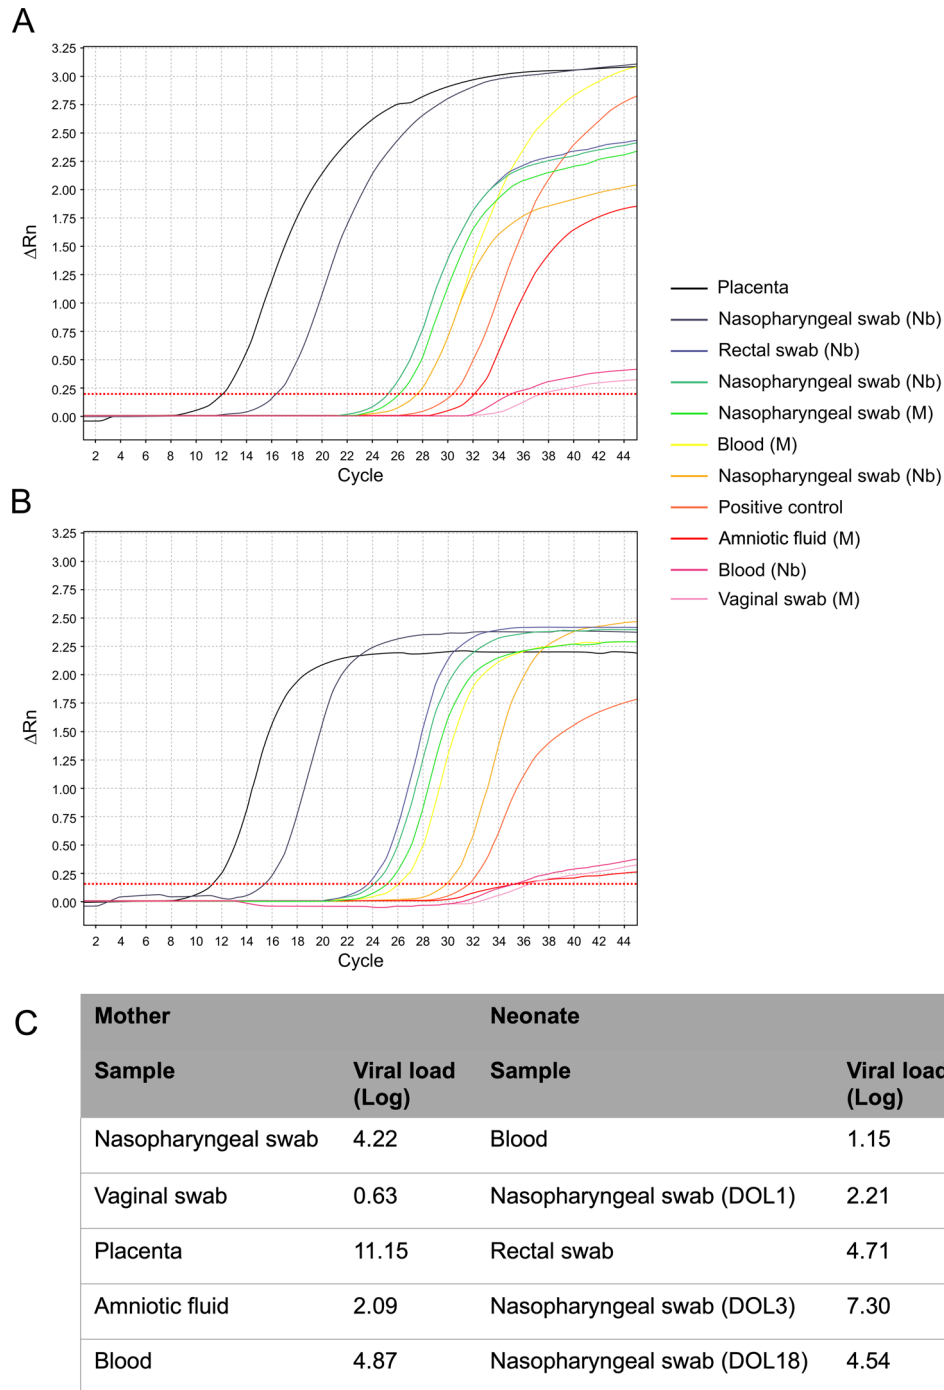 A
3.25
3.00
2.75
2.50
2.25
2.00
1.75
1.50
1.25
1.00
0.75
0.50
0.25
0.00
ΔRn
2 4 6 8 10 12 14 16 18 20 22 24 26 28 30 32 34 36 38 40 42 44
Cycle
Placenta
Nasopharyngeal swab (Nb)
Rectal swab (Nb)
Nasopharyngeal swab (Nb)
Nasopharyngeal swab (M)
Blood (M)
Nasopharyngeal swab (Nb)
Positive control
Amniotic fluid (M)
Blood (Nb)
Vaginal swab (M)
B
3.25
3.00
2.75
2.50
2.25
2.00
1.75
1.50
1.25
1.00
0.75
0.50
0.25
0.00
ΔRn
2 4 6 8 10 12 14 16 18 20 22 24 26 28 30 32 34 36 38 40 42 44
Cycle
C
Mother Neonate
Sample Viral load (Log) Sample Viral load (Log)
Nasopharyngeal swab 4.22 Blood 1.15
Vaginal swab 0.63 Nasopharyngeal swab (DOL1) 2.21
Placenta 11.15 Rectal swab 4.71
Amniotic fluid 2.09 Nasopharyngeal swab (DOL3) 7.30
Blood 4.87 Nasopharyngeal swab (DOL18) 4.54